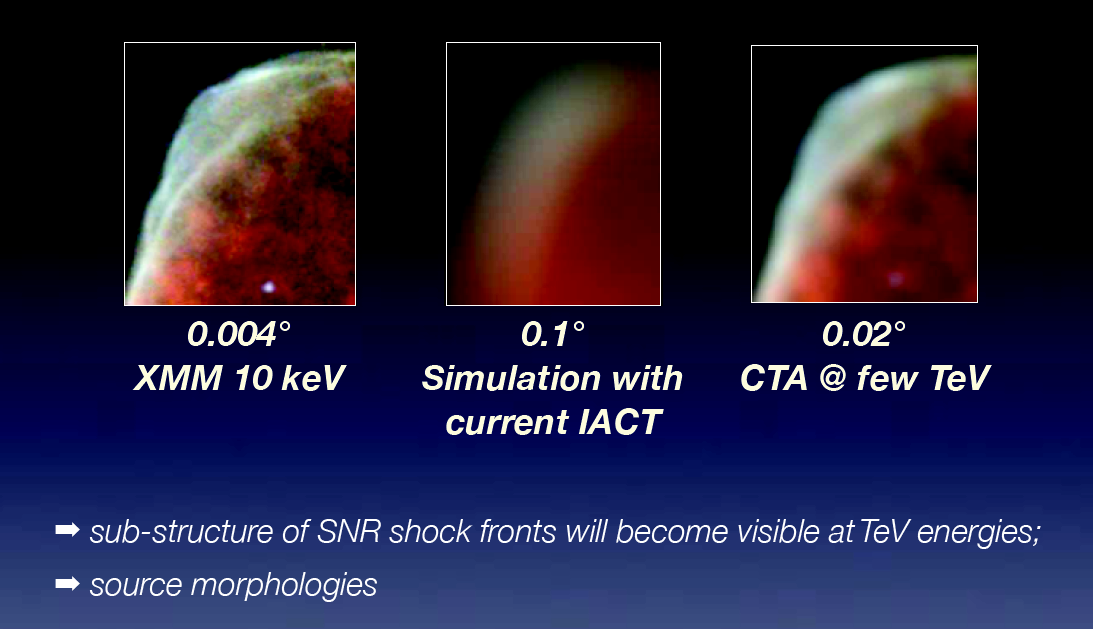 0.004°
XMM 10 keV
0.1°
Simulation with
current IACT
0.02°
CTA @ few TeV
➡ sub-structure of SNR shock fronts will become visible at TeV energies;
➡ source morphologies